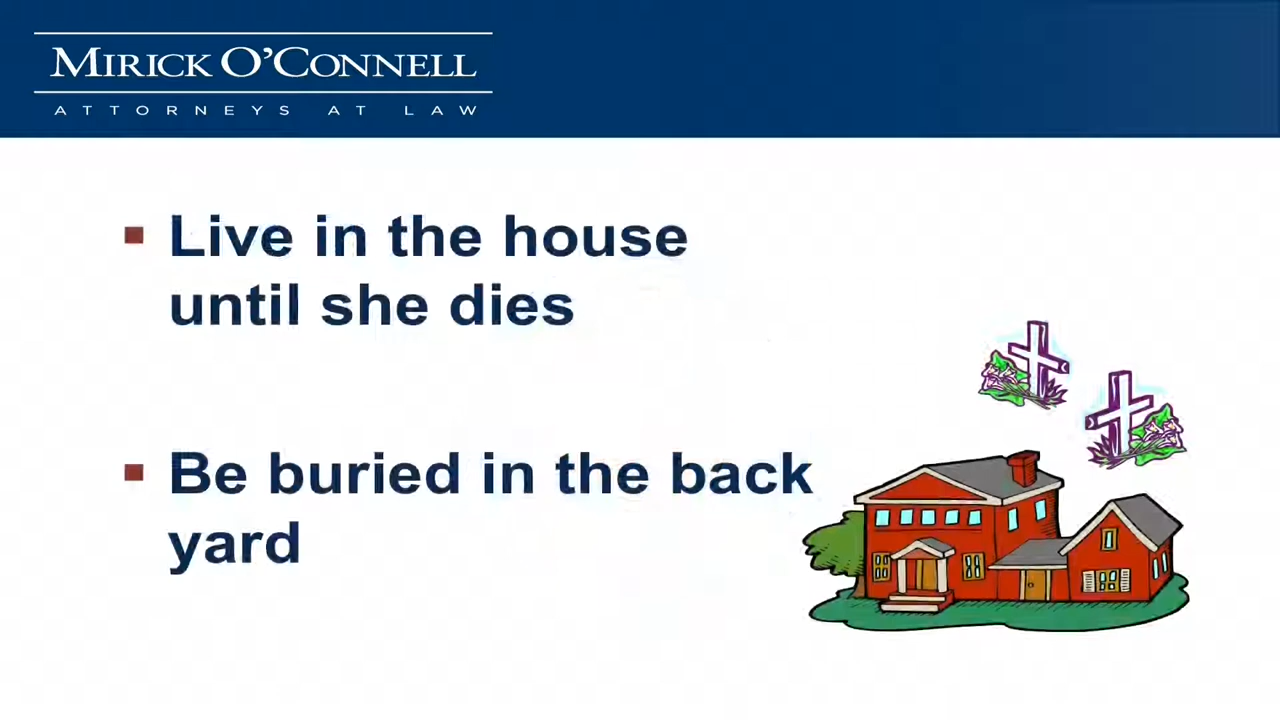 MIRICK O'CONNELL
ATTORNEYS AT LAW
▪ Live in the house
until she dies
▪ Be buried in the back
yard